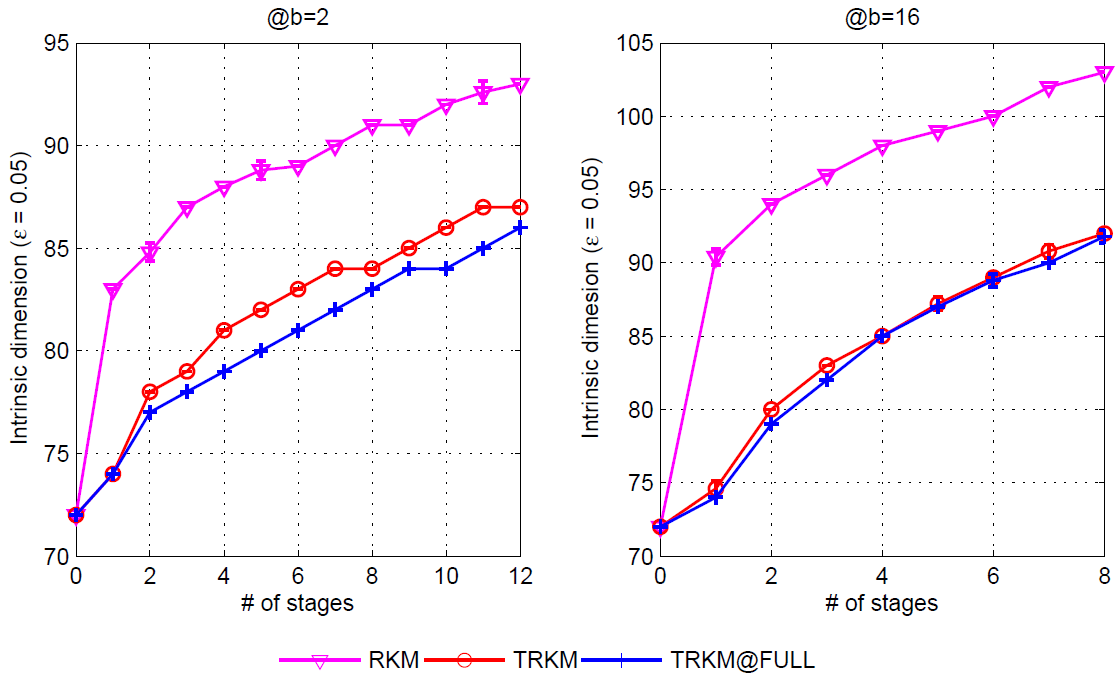 @b=2
95
90
85
80
75
70
0 2 4 6 8 10 12
# of stages
Intrinsic dimension (ε = 0.05)
@b=16
105
100
95
90
85
80
75
70
0 2 4 6 8
# of stages
Intrinsic dimesion (ε = 0.05)
RKM TRKM TRKM@FULL